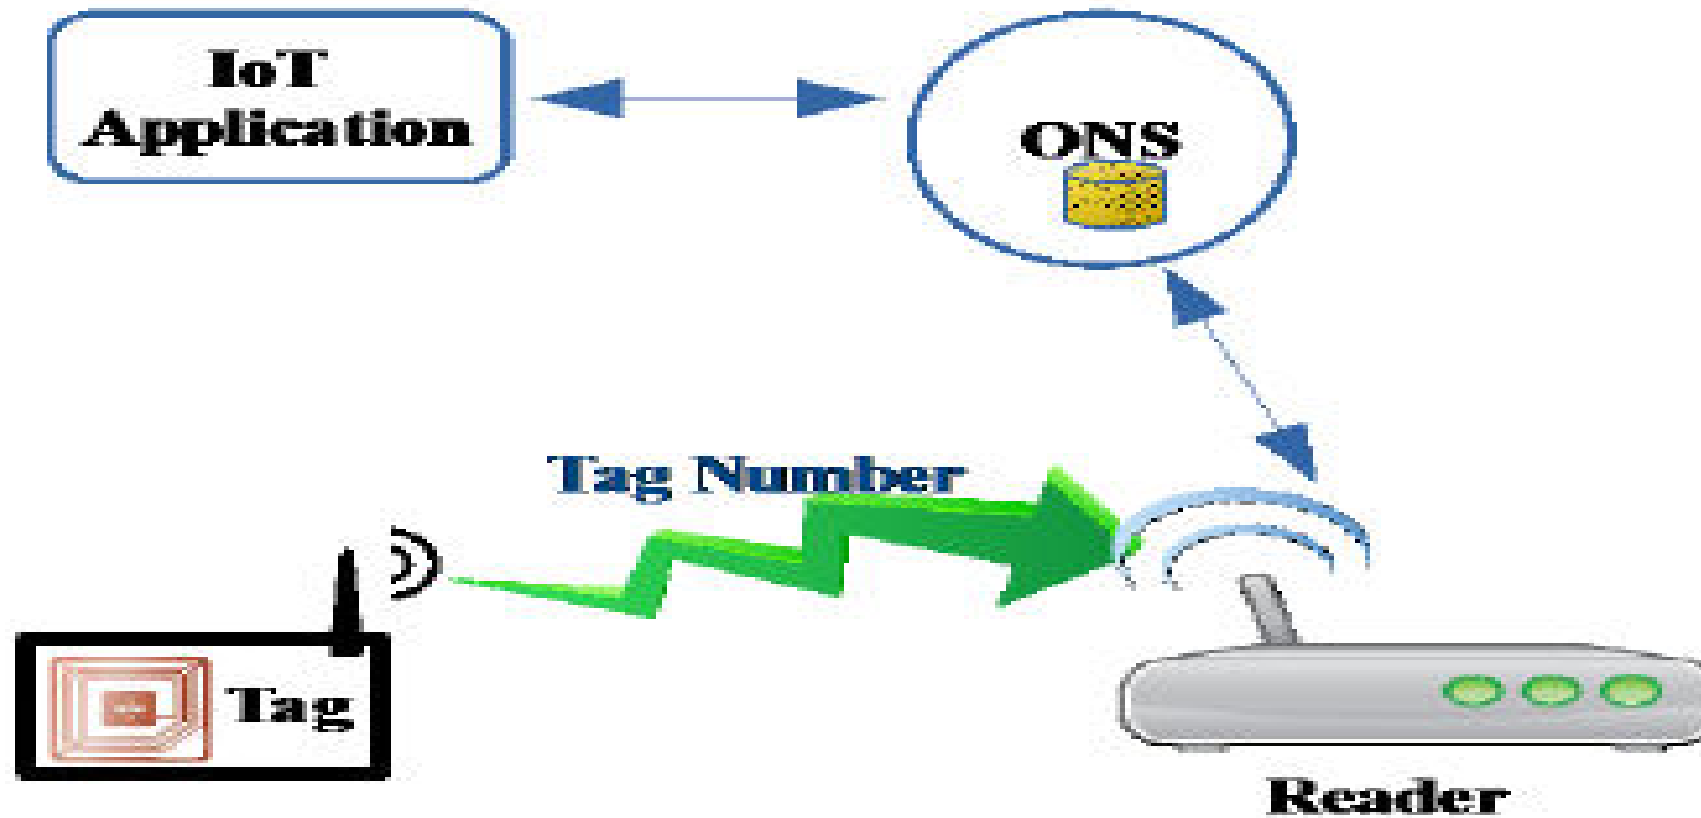 IoT
Application
ONS
Tag Number
Tag
Reader